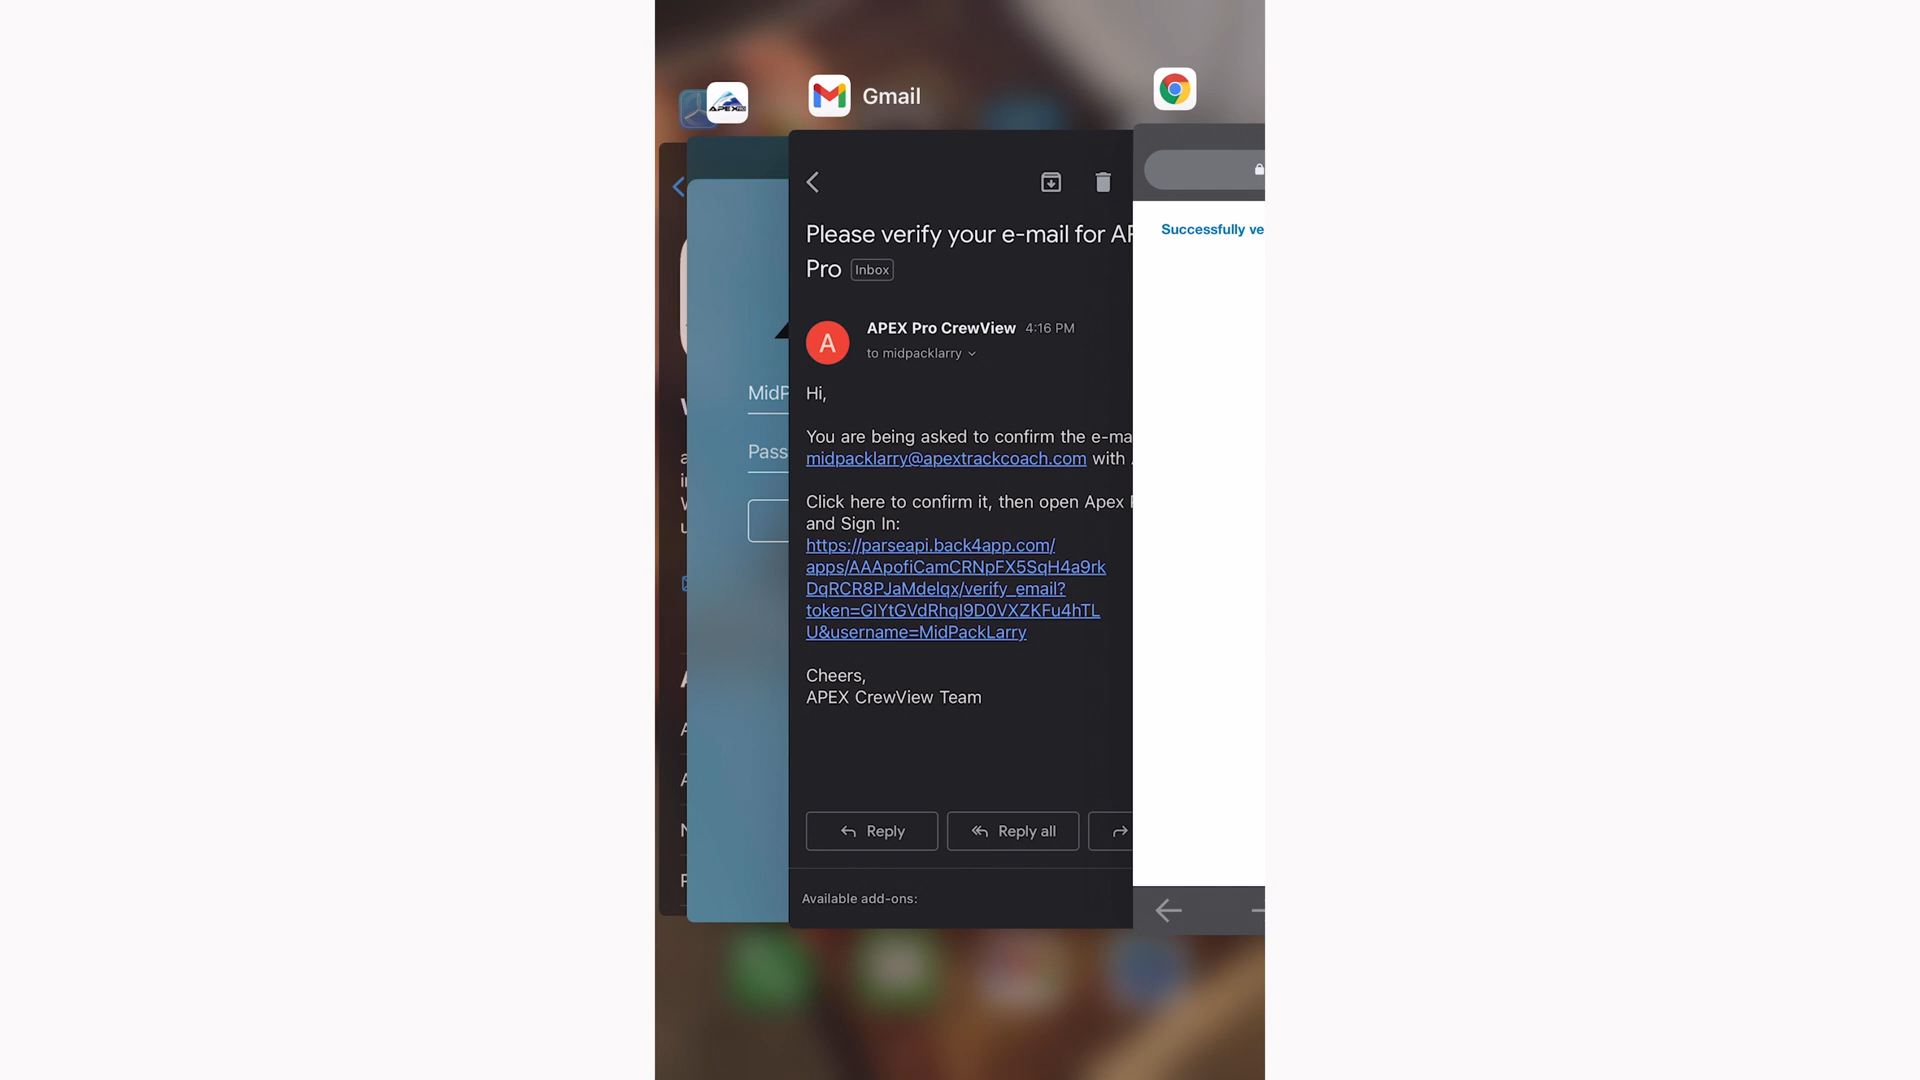 APEX
Gmail
Successfully ve
Please verify your e-mail for AP
Pro Inbox
APEX Pro CrewView 4:16 PM
A
to midpacklarry
MidP
Hi,
You are being asked to confirm the e-ma
Pass
midpacklarry@apextrackcoach.com with
Click here to confirm it, then open Apex
and Sign In:
https://parseapi.back4app.com/
apps/AAApofiCamCRNpFX5SqH4a9rk
DqRCR8PJaMdelqx/verify_email?
token=GIYtGVdRhqI9D0VXZKFu4hTL
U&username=MidPackLarry
Cheers,
APEX CrewView Team
Reply
Reply all
Available add-ons: